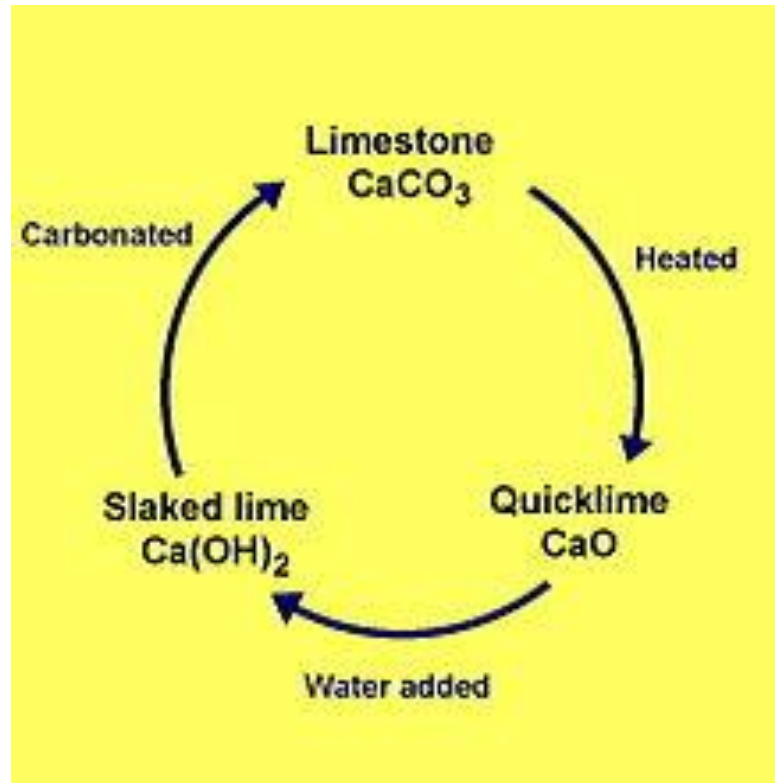 Limestone
CaCO₃
Carbonated
Heated
Slaked lime
Ca(OH)₂
Quicklime
CaO
Water added